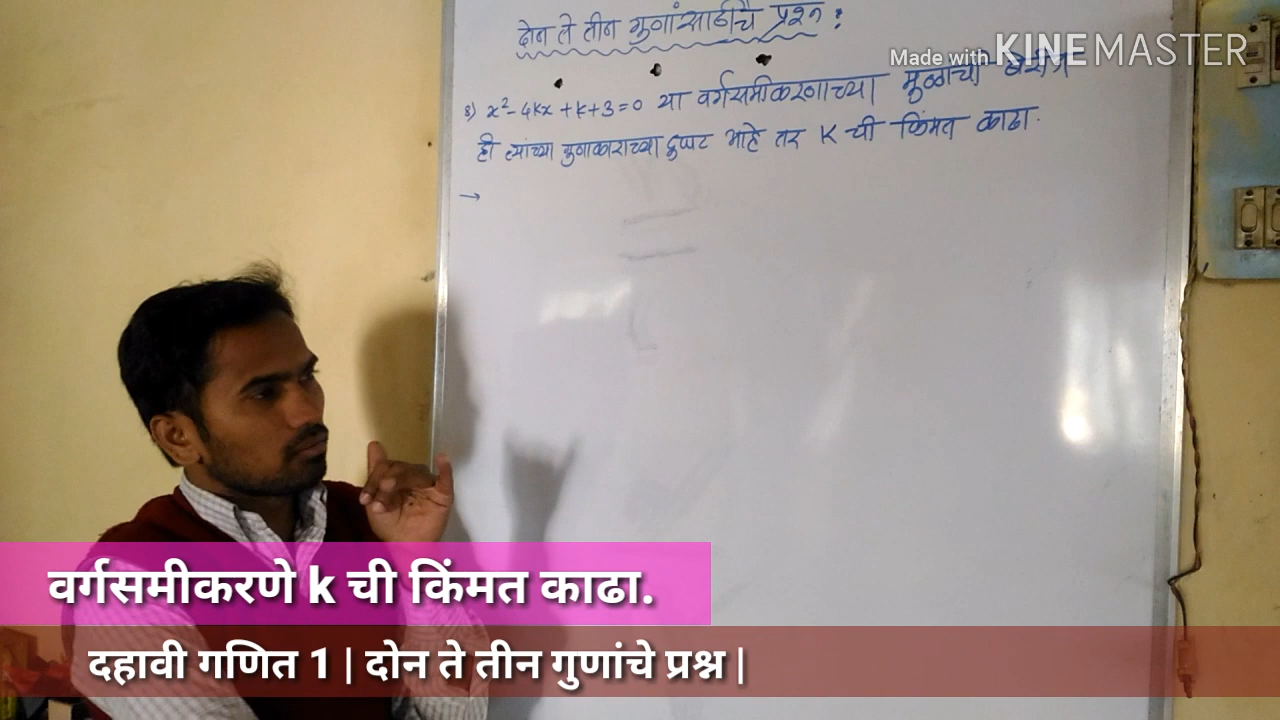 दोन ते तीन गुणांसाठीचे प्रश्न :
Made with KINEMASTER
8) x² - 4kx + k + 3 = 0 या वर्गसमीकरणाच्या मुळांची बेरीज
ही त्यांच्या गुणाकाराच्या दुप्पट आहे तर K ची किंमत काढा.
→
वर्गसमीकरणे k ची किंमत काढा.
दहावी गणित 1 | दोन ते तीन गुणांचे प्रश्न |